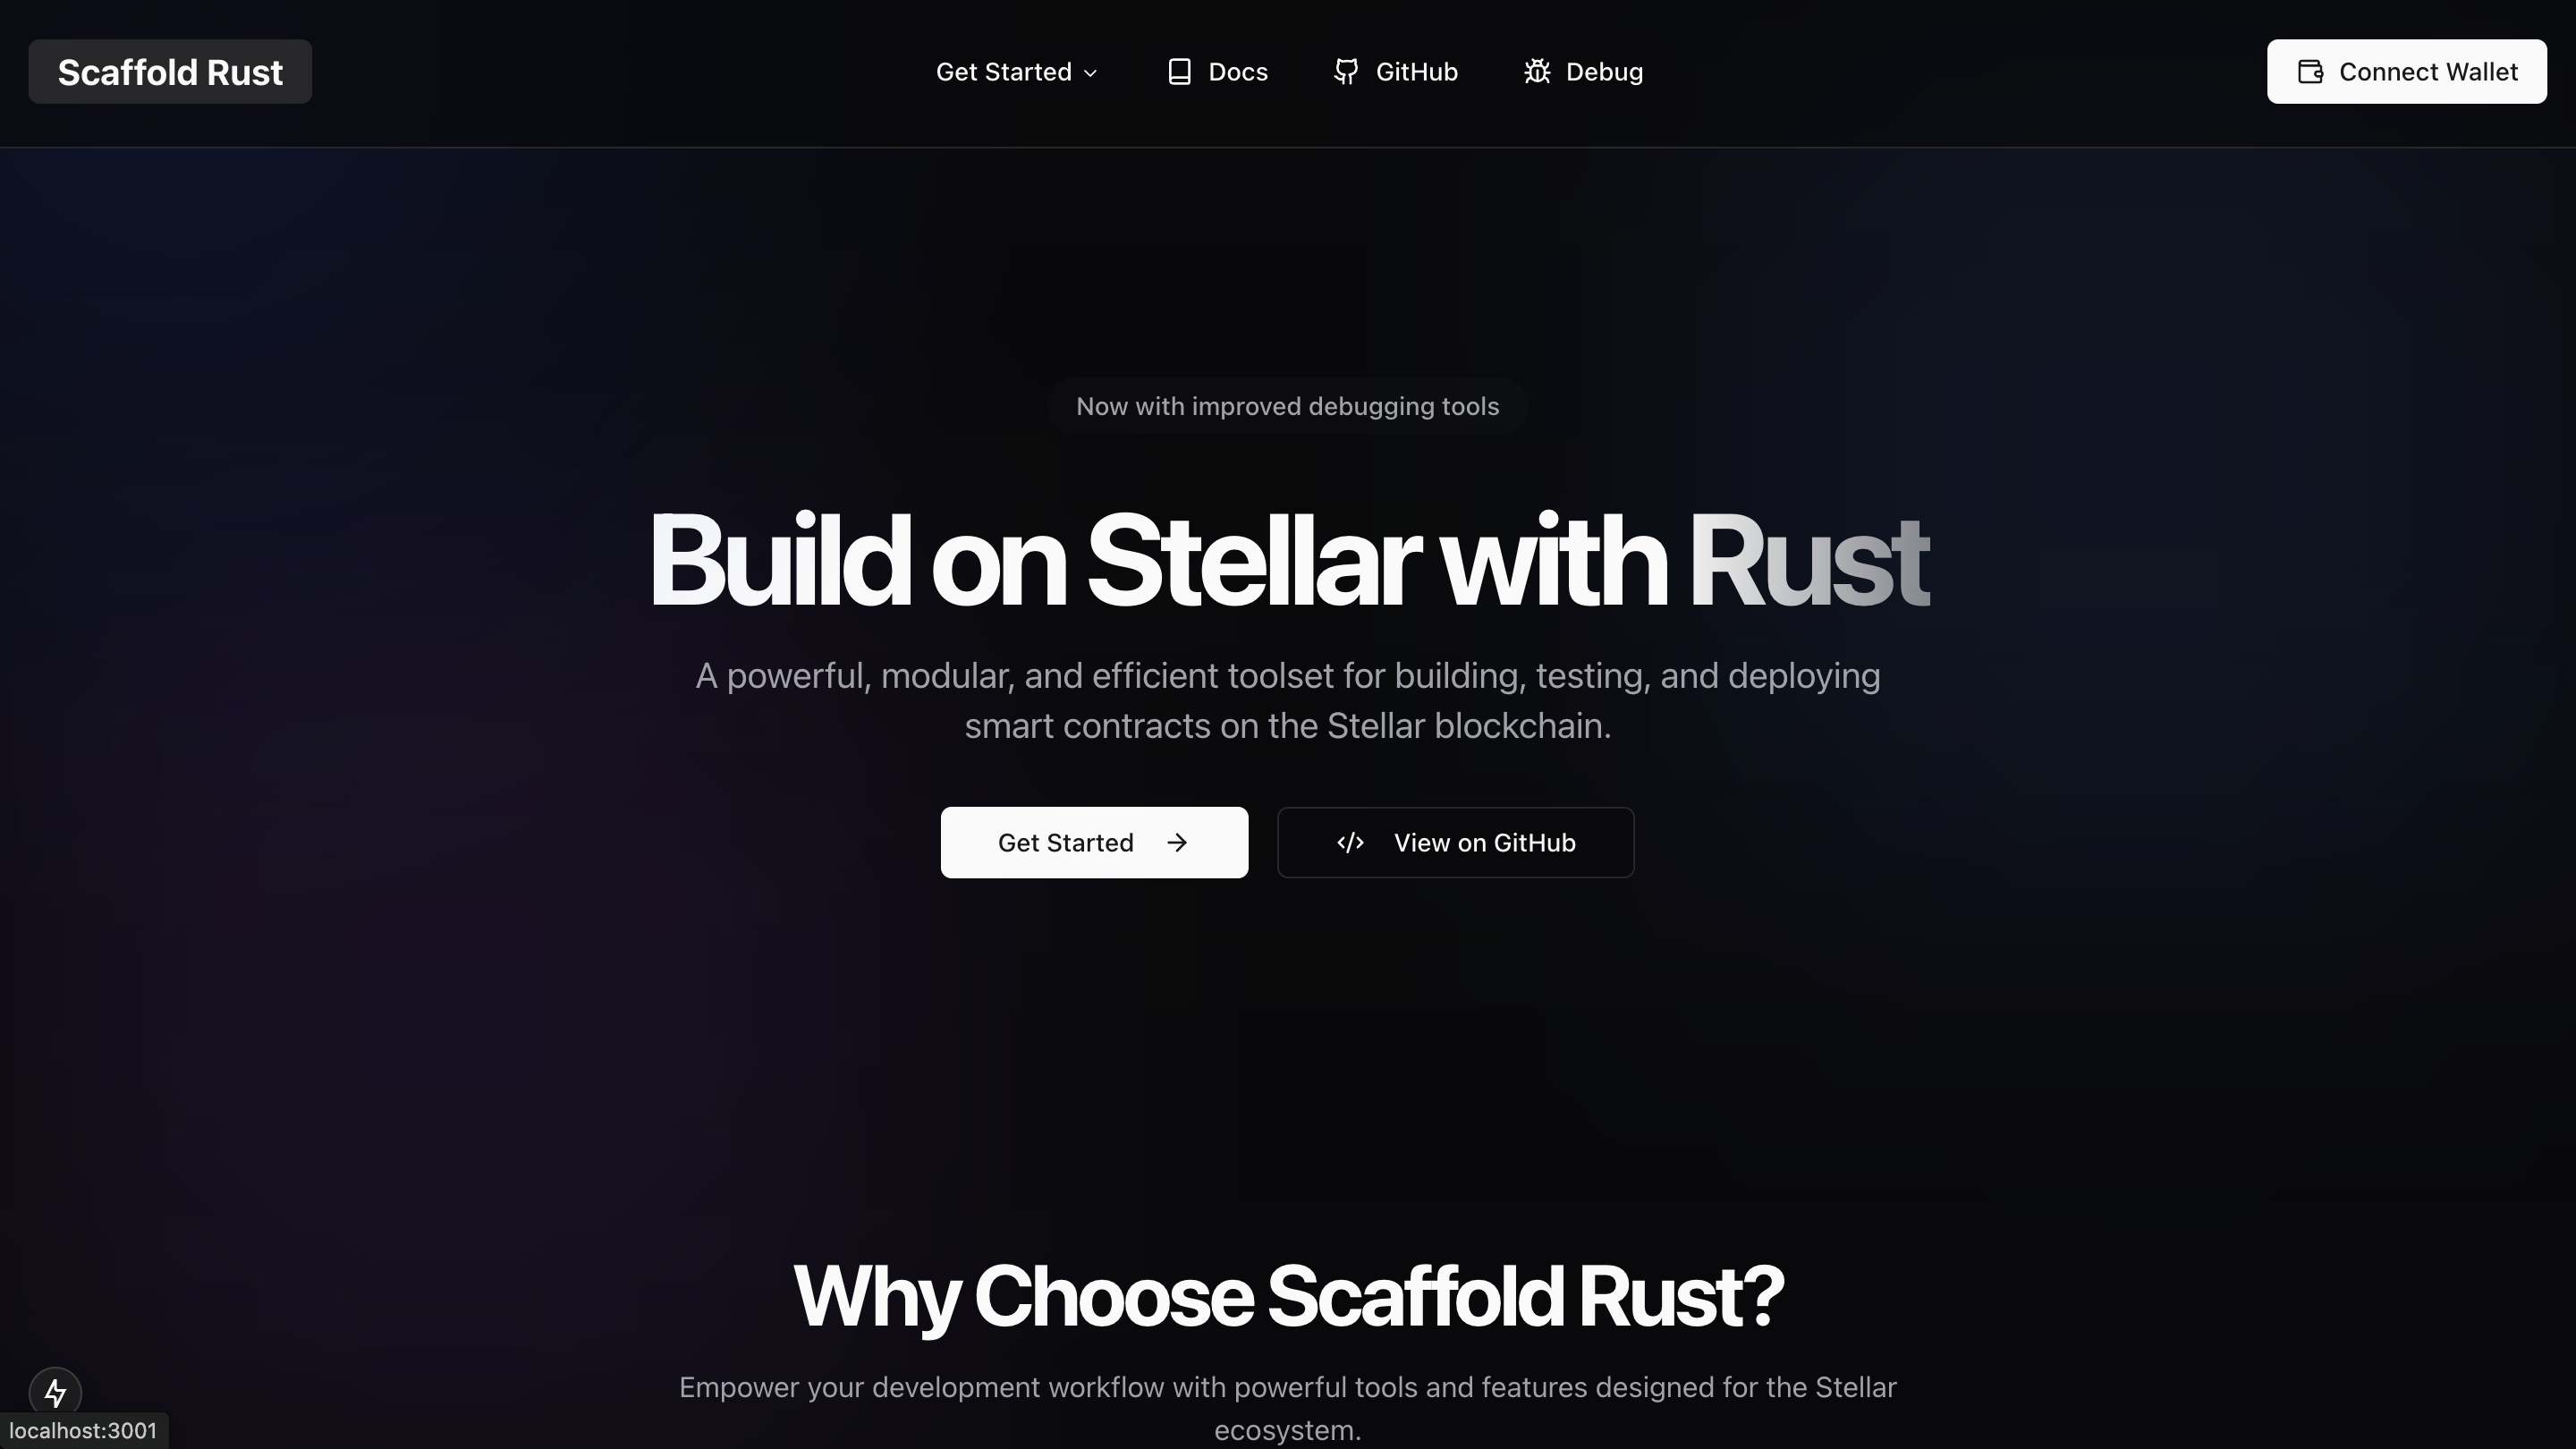 Scaffold Rust
Get Started
Docs
GitHub
Debug
Connect Wallet
Now with improved debugging tools
Build on Stellar with Rust
A powerful, modular, and efficient toolset for building, testing, and deploying
smart contracts on the Stellar blockchain.
Get Started
View on GitHub
Why Choose Scaffold Rust?
Empower your development workflow with powerful tools and features designed for the Stellar
ecosystem.
localhost:3001